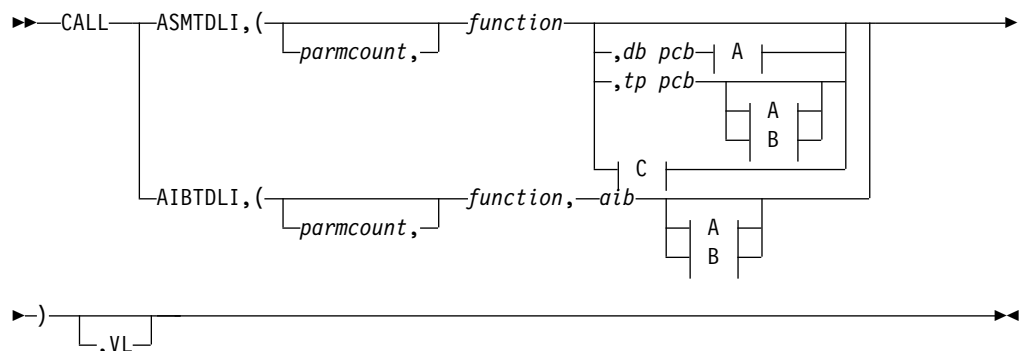 CALL ASMTDLI,( function
parmcount, ,db pcb A
,tp pcb
A
B
C
AIBTDLI,( function, aib
parmcount, A
B
)
,VL